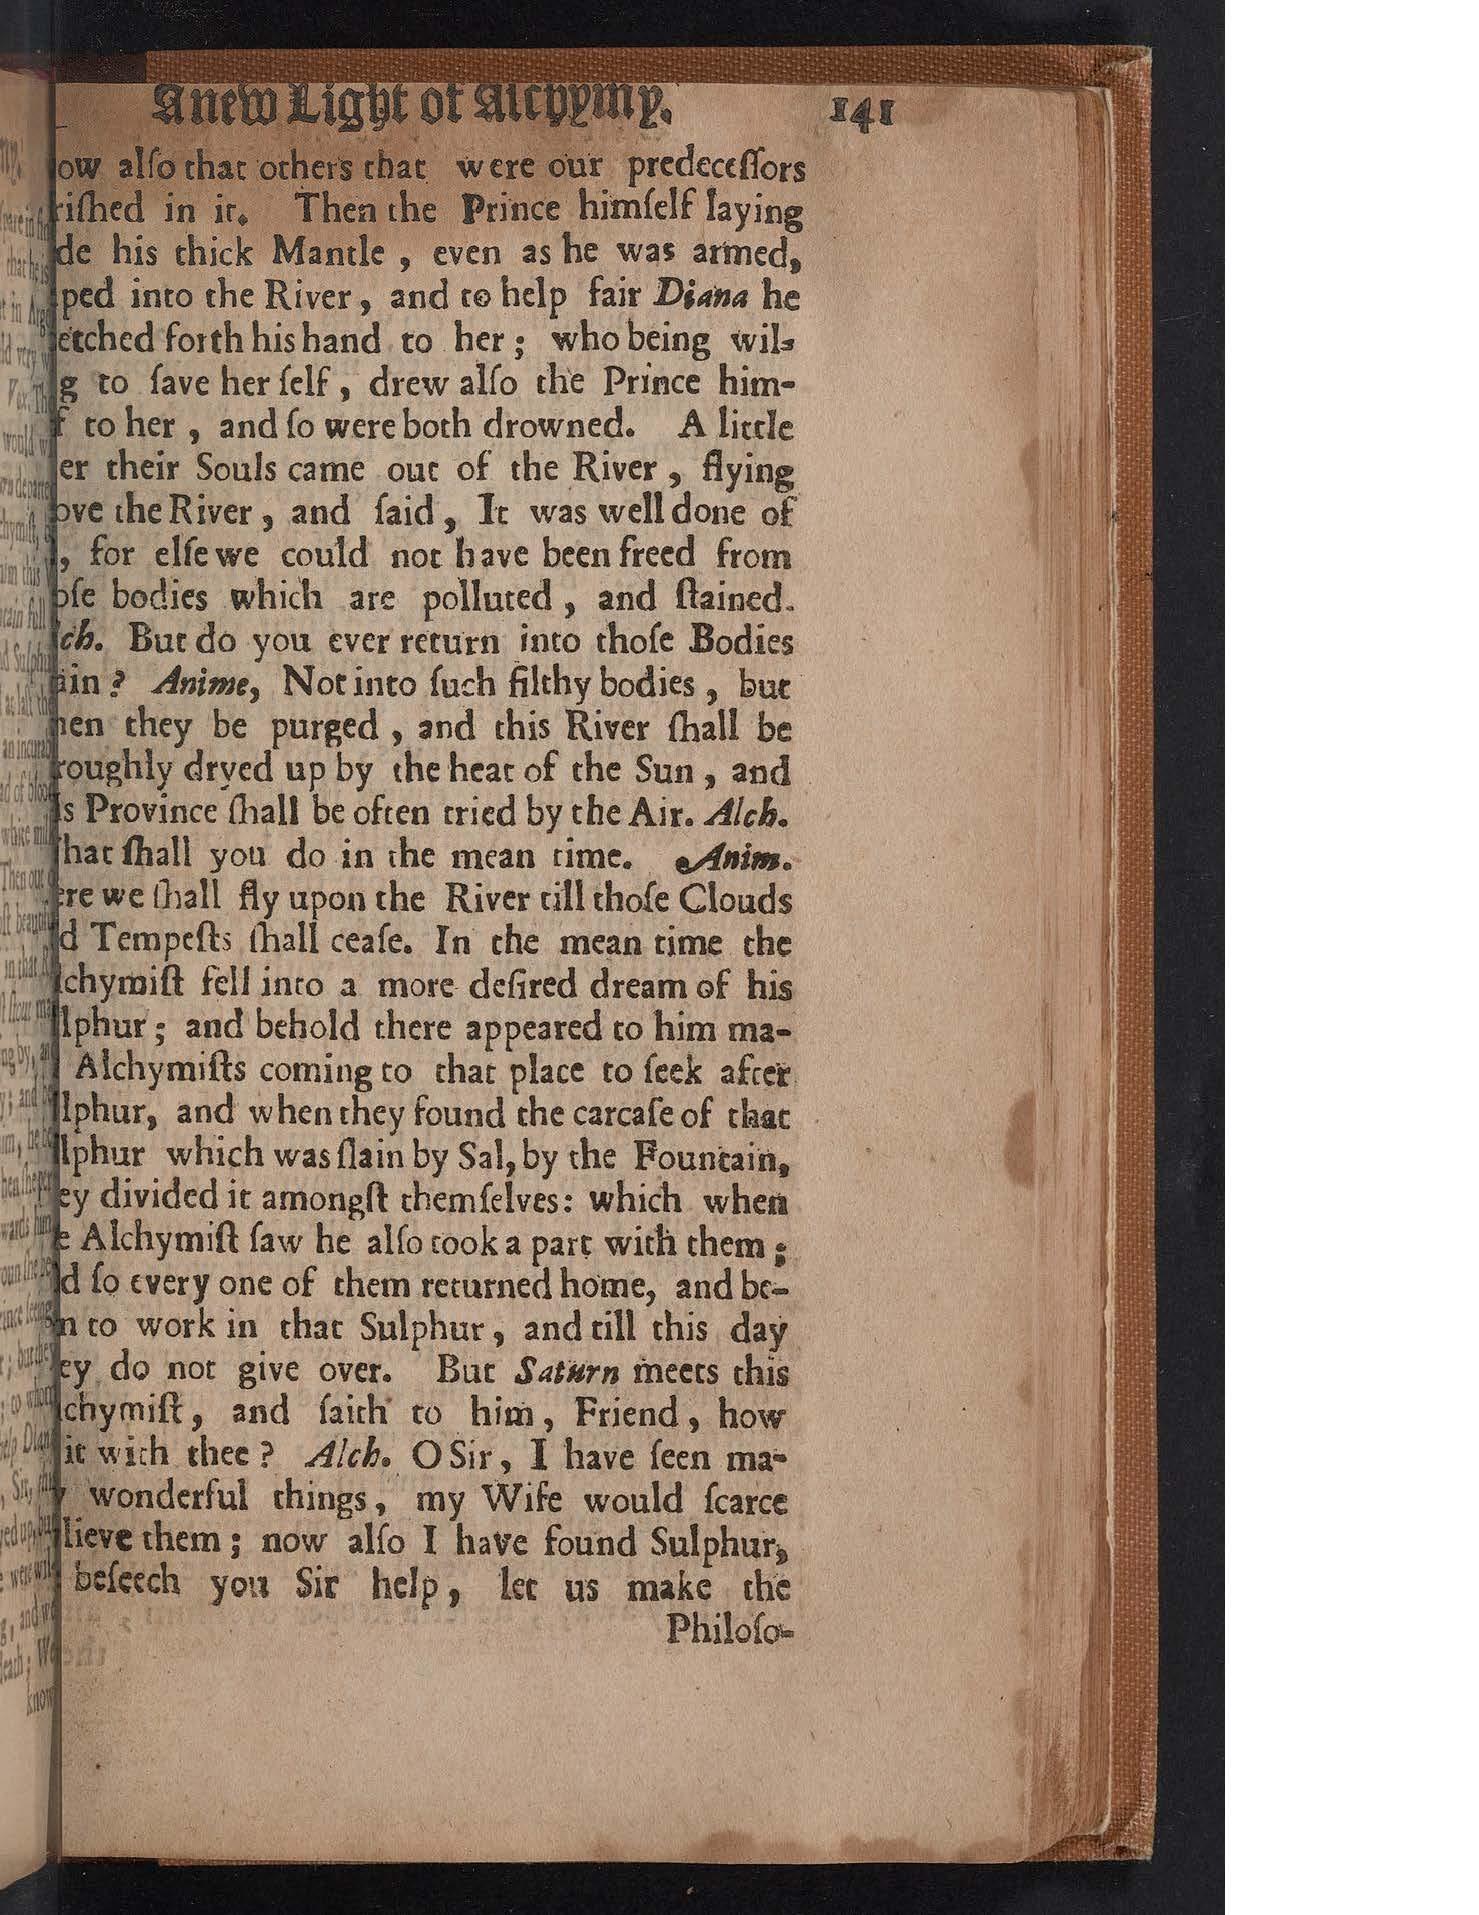 A new Light of Alchymy. 141
ow alſo that others that were our predeceſſors
riſhed in it. Then the Prince himſelf laying
de his thick Mantle, even as he was armed,
ped into the River, and to help fair Diana he
etched forth his hand to her; who being wil-
g to ſave her ſelf, drew alſo the Prince him-
f to her, and ſo were both drowned. A little
er their Souls came out of the River, flying
ove the River, and ſaid, It was well done of
, for elſe we could not have been freed from
oſe bodies which are polluted, and ſtained.
ch. But do you ever return into thoſe Bodies
ain? Anime, Not into ſuch filthy bodies, but
hen they be purged, and this River ſhall be
roughly dryed up by the heat of the Sun, and
s Province ſhall be often tried by the Air. Alch.
hat ſhall you do in the mean time. Anim.
ere we ſhall fly upon the River till thoſe Clouds
d Tempeſts ſhall ceaſe. In the mean time the
chymiſt fell into a more deſired dream of his
lphur; and behold there appeared to him ma-
Alchymiſts coming to that place to ſeek after
lphur, and when they found the carcaſe of that
lphur which was ſlain by Sal, by the Fountain,
ey divided it amongſt themſelves: which when
e Alchymiſt ſaw he alſo took a part with them;
d ſo every one of them returned home, and be-
n to work in that Sulphur, and till this day
ey do not give over. But Saturn meets this
chymiſt, and ſaith to him, Friend, how
it with thee? Alch. O Sir, I have ſeen ma-
y wonderful things, my Wife would ſcarce
lieve them; now alſo I have found Sulphur,
beſeech you Sir help, let us make the
Philoſo-
know